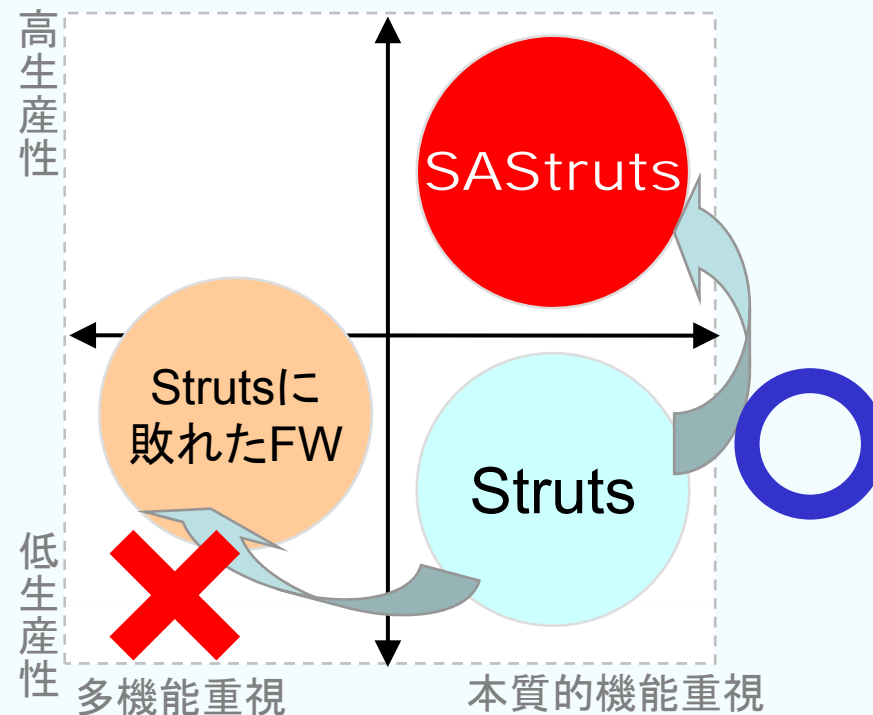 高生産性
SAStruts
Strutsに
敗れたFW
Struts
低生産性
多機能重視
本質的機能重視